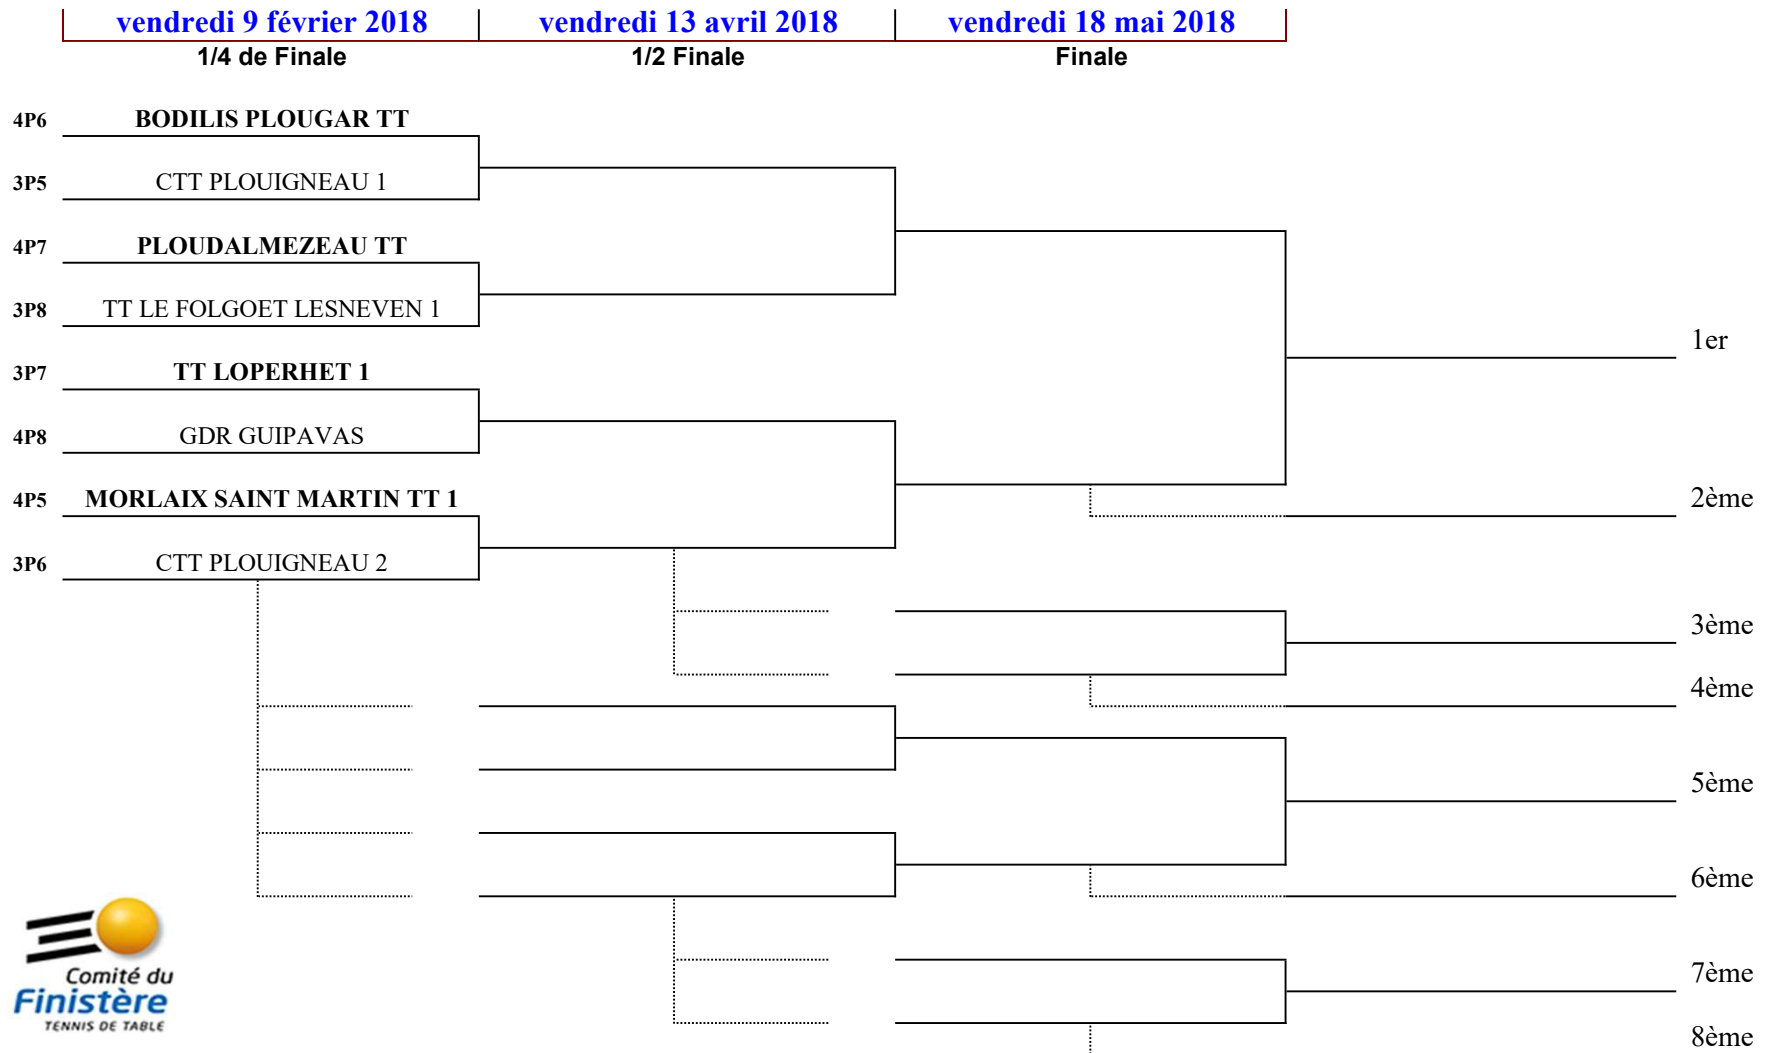 vendredi 9 février 2018 vendredi 13 avril 2018 vendredi 18 mai 2018
1/4 de Finale 1/2 Finale Finale
4P6 BODILIS PLOUGAR TT
3P5 CTT PLOUIGNEAU 1
4P7 PLOUDALMEZEAU TT
3P8 TT LE FOLGOET LESNEVEN 1
1er
3P7 TT LOPERHET 1
4P8 GDR GUIPAVAS
4P5 MORLAIX SAINT MARTIN TT 1
2ème
3P6 CTT PLOUIGNEAU 2
3ème
4ème
5ème
6ème
7ème
8ème
Comité du
Finistère
TENNIS DE TABLE